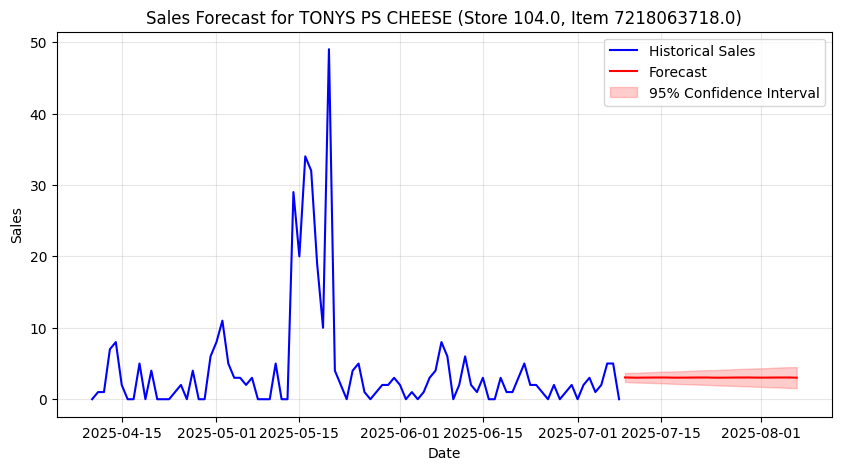 Sales Forecast for TONYS PS CHEESE (Store 104.0, Item 7218063718.0)
Historical Sales
Forecast
95% Confidence Interval
Sales
50
40
30
20
10
0
2025-04-15 2025-05-01 2025-05-15 2025-06-01 2025-06-15 2025-07-01 2025-07-15 2025-08-01
Date